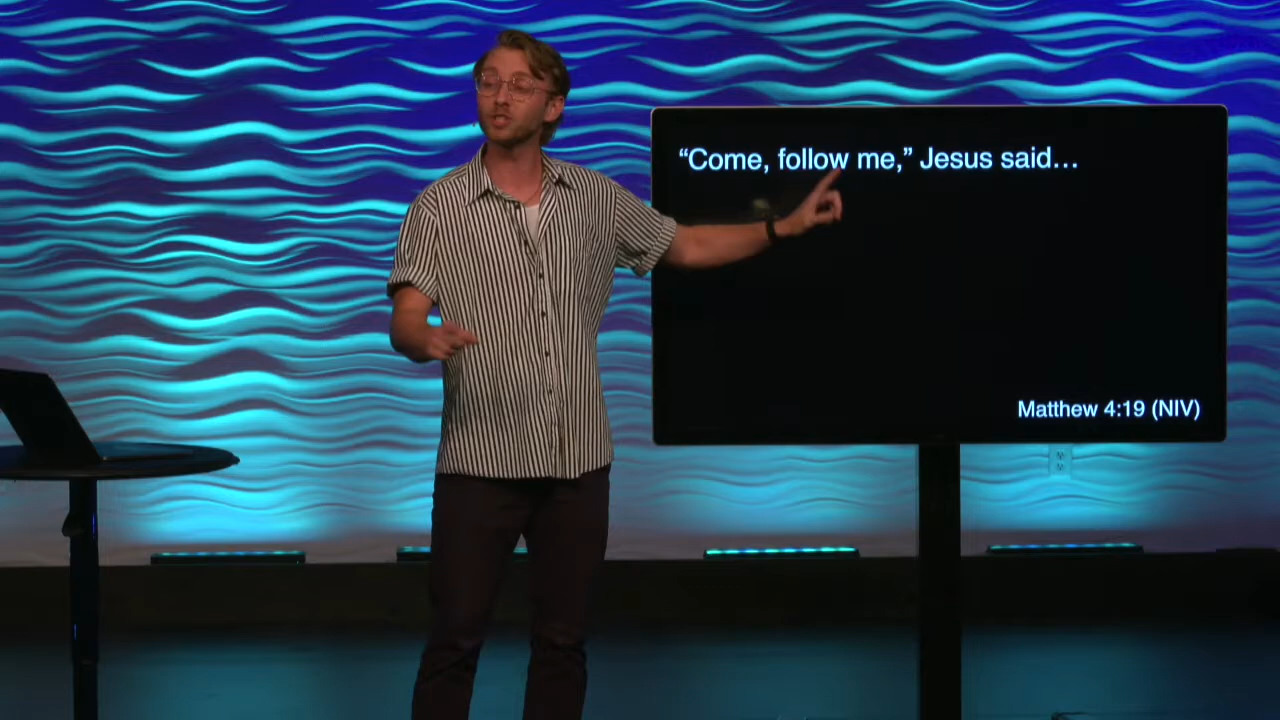 “Come, follow me,” Jesus said…
Matthew 4:19 (NIV)